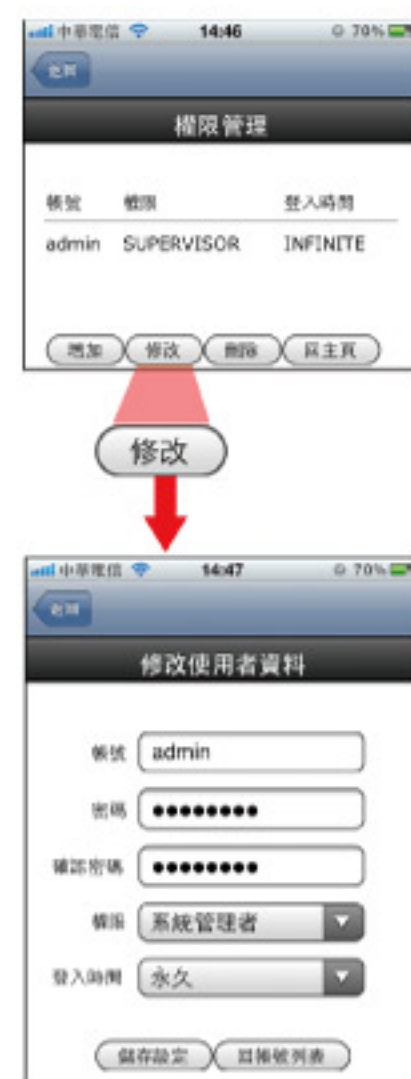 中華電信 14:46 70%
返回
權限管理
帳號 權限 登入時間
admin SUPERVISOR INFINITE
增加 修改 刪除 回主頁
修改
中華電信 14:47 70%
返回
修改使用者資料
帳號 admin
密碼 ●●●●●●●●
確認密碼 ●●●●●●●●
權限 系統管理者
登入時間 永久
儲存設定 回帳號列表